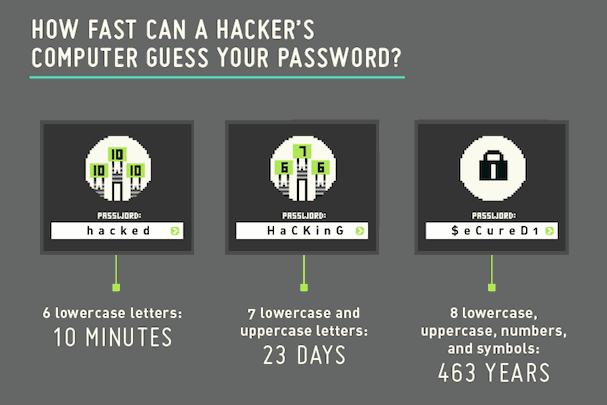 HOW FAST CAN A HACKER'S
COMPUTER GUESS YOUR PASSWORD?
10
10 10
PASSWORD:
hacked
6 lowercase letters:
10 MINUTES
7
6 6
PASSWORD:
HaCKinG
7 lowercase and
uppercase letters:
23 DAYS
PASSWORD:
$eCureD1
8 lowercase,
uppercase, numbers,
and symbols:
463 YEARS